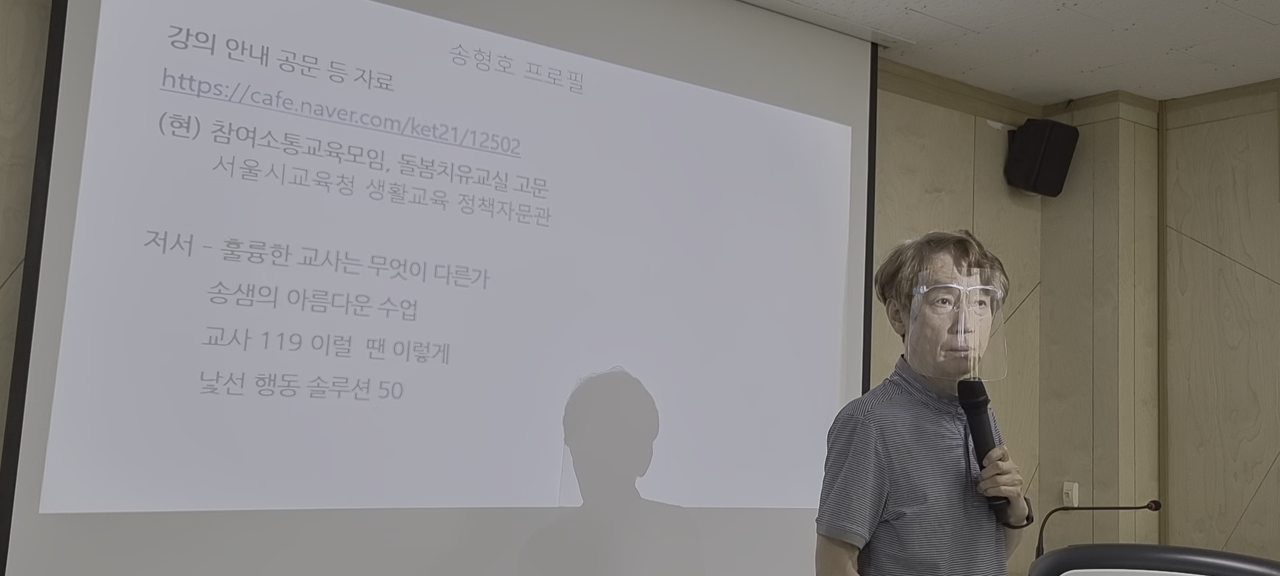 송형호 프로필
강의 안내 공문 등 자료
https://cafe.naver.com/ket21/12502
(현) 참여소통교육모임, 돌봄치유교실 고문
서울시교육청 생활교육 정책자문관
저서 - 훌륭한 교사는 무엇이 다른가
송샘의 아름다운 수업
교사 119 이럴 땐 이렇게
낯선 행동 솔루션 50